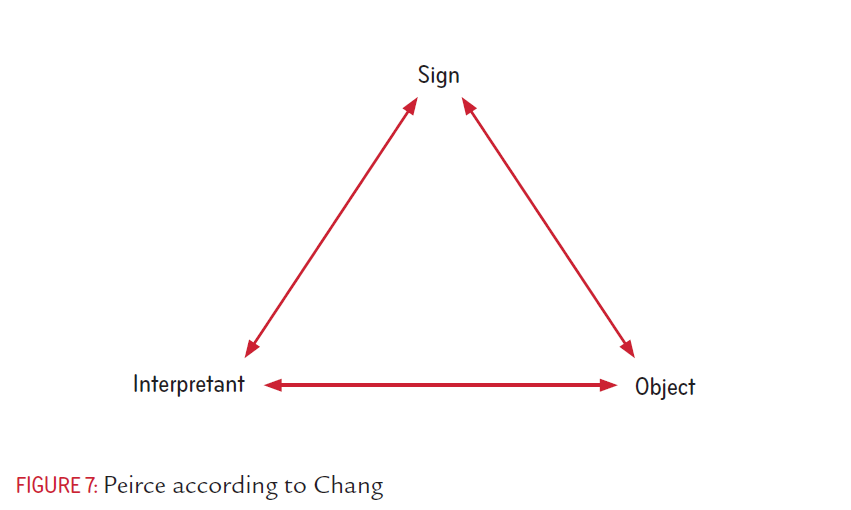 Sign
Interpretant
Object
FIGURE 7: Peirce according to Chang